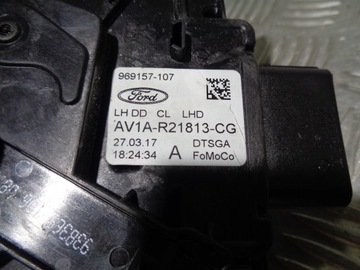 969157-107
Ford
LH DD CL LHD
AV1A-R21813-CG
27.03.17 DTSGA
18:24:34 A FoMoCo